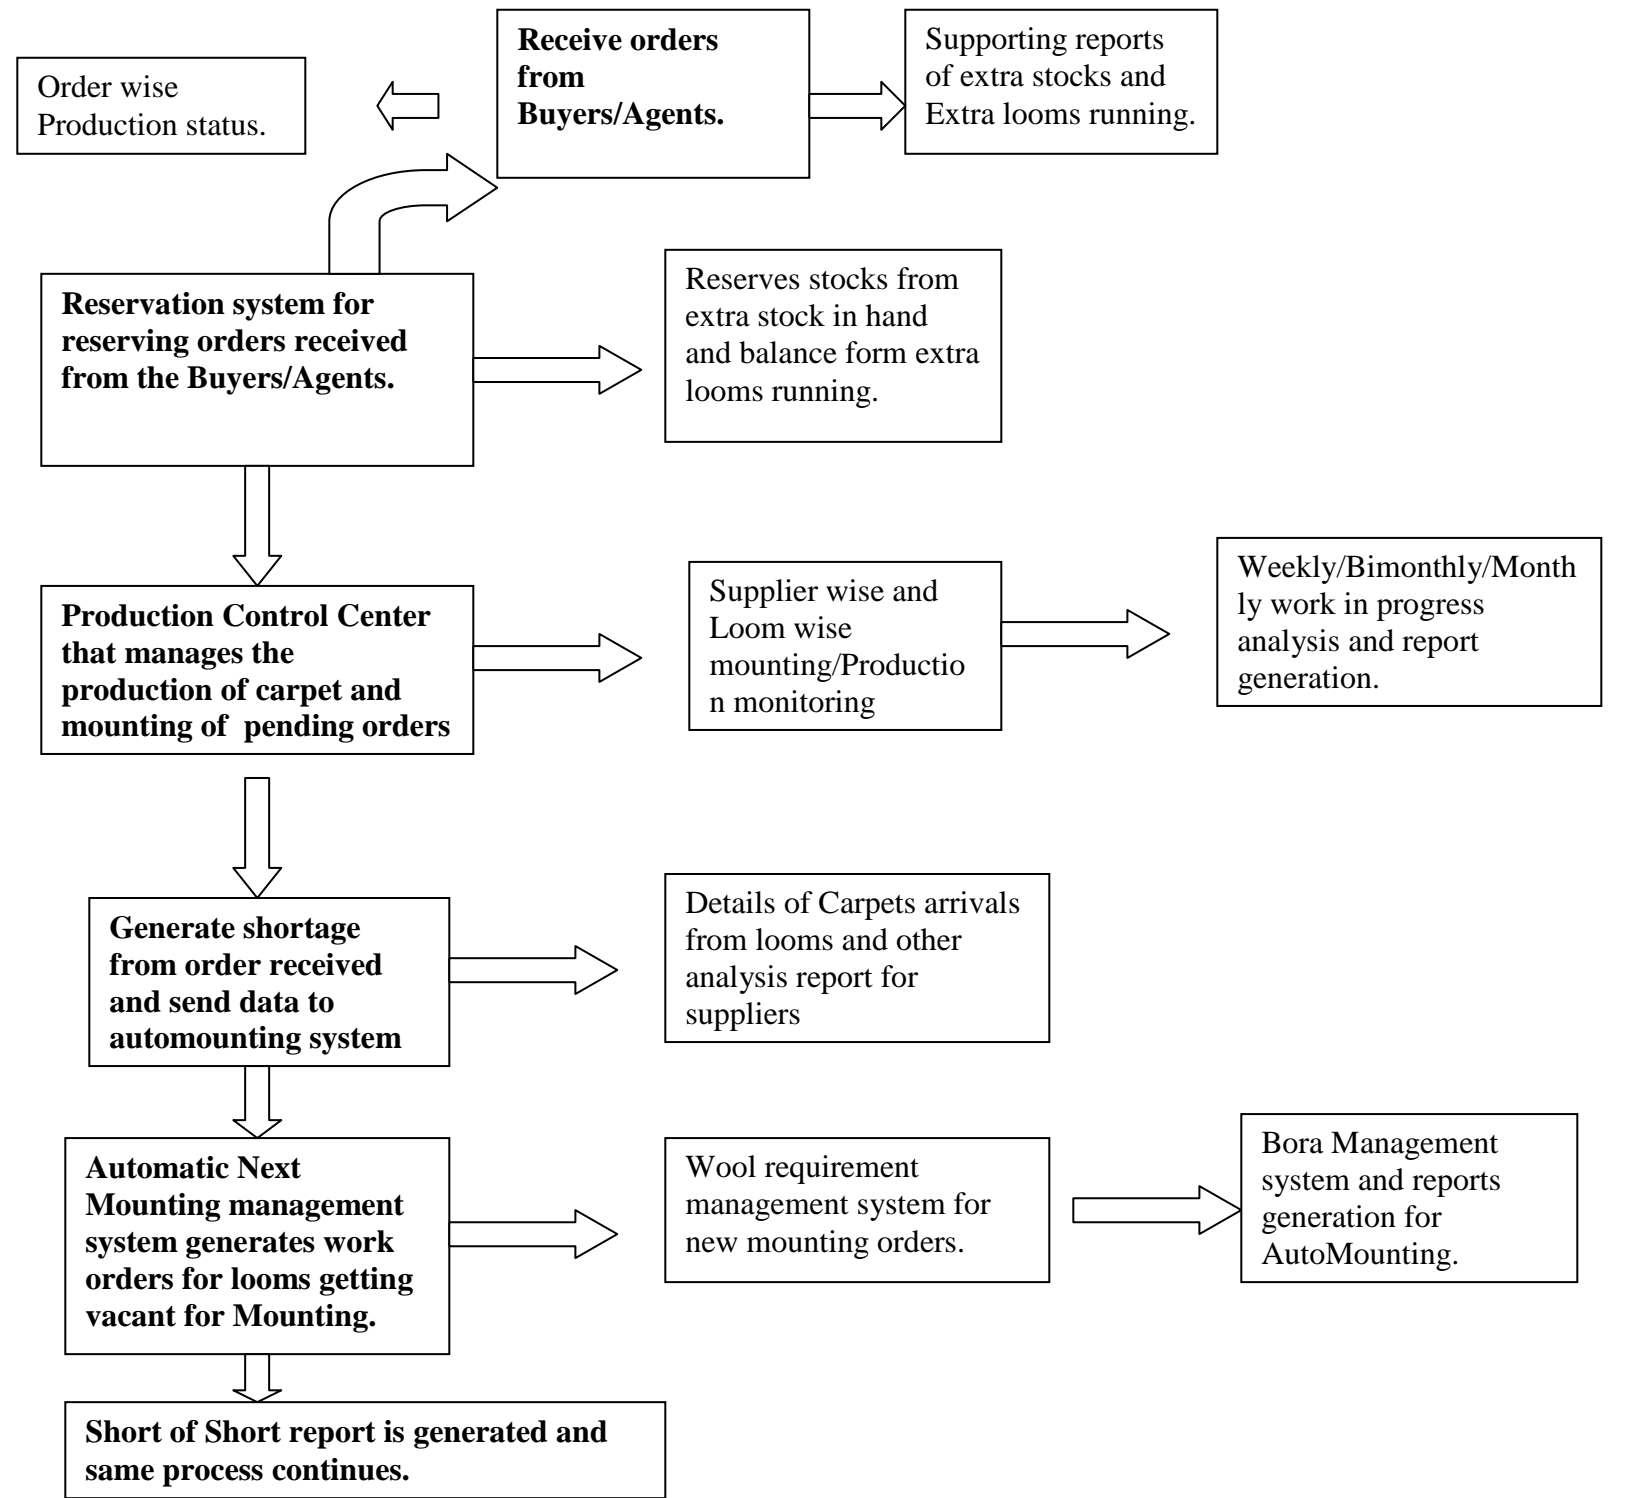 Receive orders
from
Buyers/Agents.
Supporting reports
of extra stocks and
Extra looms running.
Order wise
Production status.
Reservation system for
reserving orders received
from the Buyers/Agents.
Reserves stocks from
extra stock in hand
and balance form extra
looms running.
Production Control Center
that manages the
production of carpet and
mounting of  pending orders
Supplier wise and
Loom wise
mounting/Productio
n monitoring
Weekly/Bimonthly/Month
ly work in progress
analysis and report
generation.
Generate shortage
from order received
and send data to
automounting system
Details of Carpets arrivals
from looms and other
analysis report for
suppliers
Automatic Next
Mounting management
system generates work
orders for looms getting
vacant for Mounting.
Wool requirement
management system for
new mounting orders.
Bora Management
system and reports
generation for
AutoMounting.
Short of Short report is generated and
same process continues.